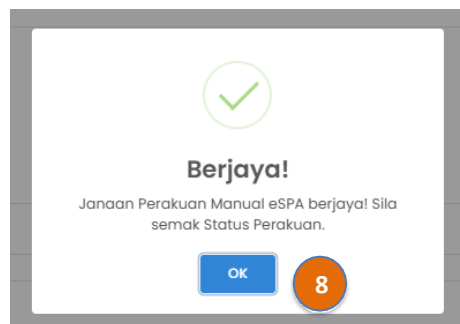 Berjaya!
Janaan Perakuan Manual eSPA berjaya! Sila
semak Status Perakuan.
OK
8